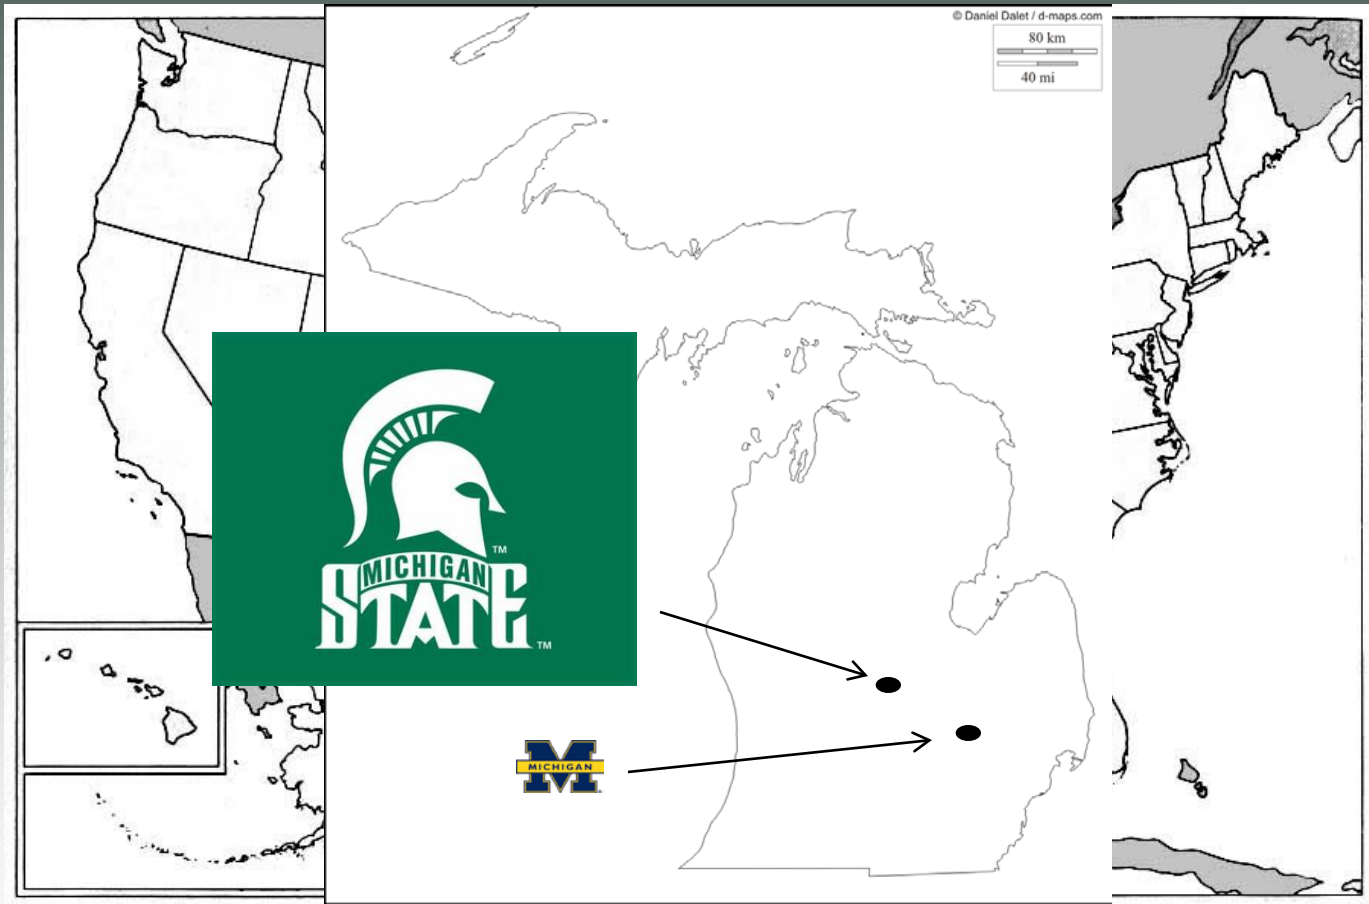 © Daniel Dalet / d-maps.com
80 km
40 mi
MICHIGAN
STATE
TM
TM
MICHIGAN